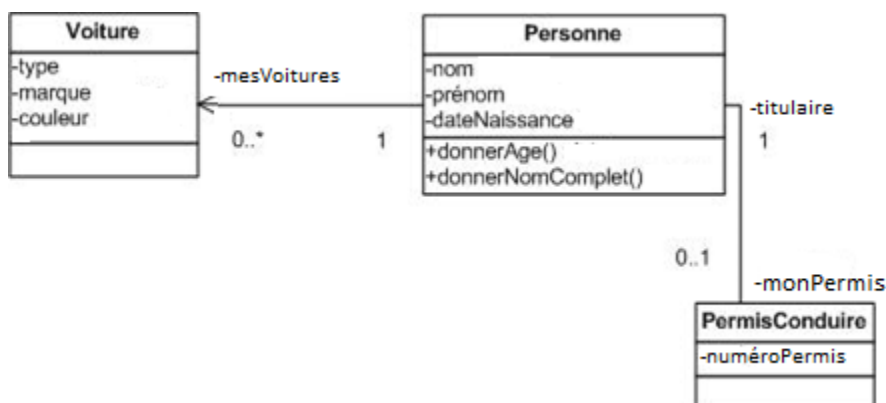 Voiture
-type
-marque
-couleur
-mesVoitures
0..*
1
Personne
-nom
-prénom
-dateNaissance
+donnerAge()
+donnerNomComplet()
-titulaire
1
0..1
-monPermis
PermisConduire
-numéroPermis